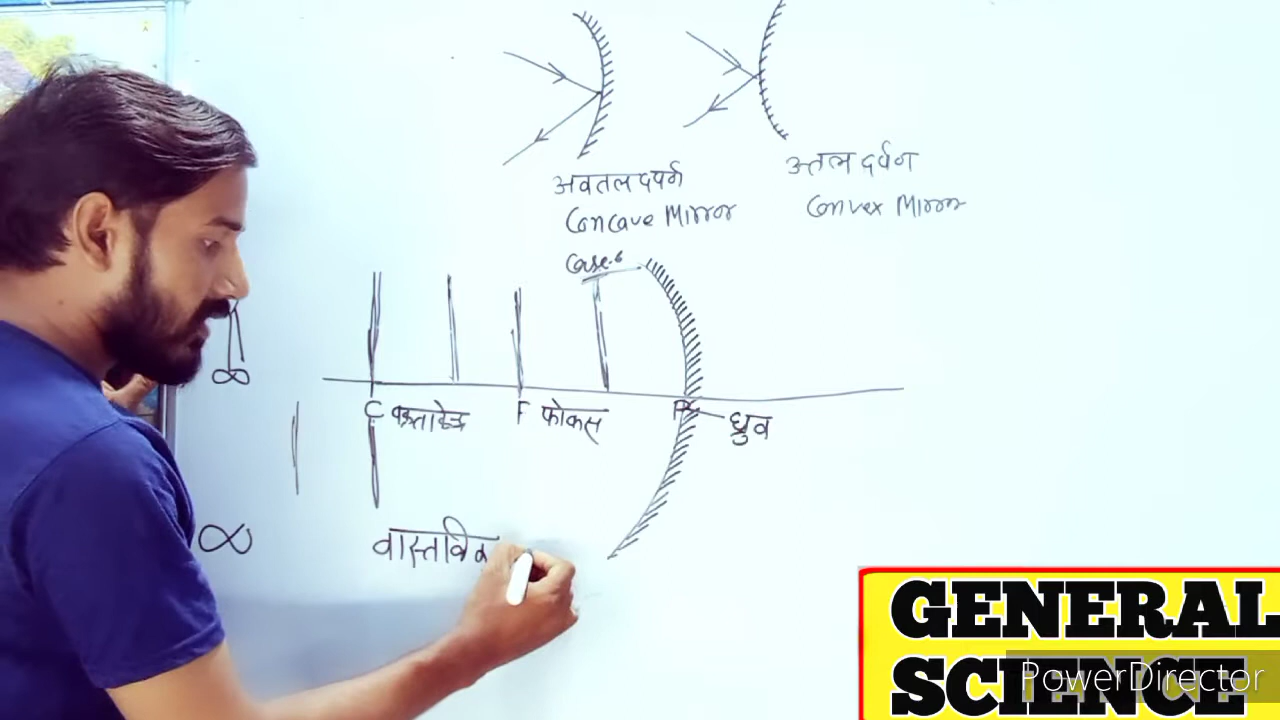 अवतल दर्पण
Concave Mirror
Case.6
उत्तल दर्पन
Convex Mirror
∞
C वक्रताकेन्द्र
F फोकस
P
ध्रुव
∞
वास्तविक
GENERAL
SCIENCE
PowerDirector